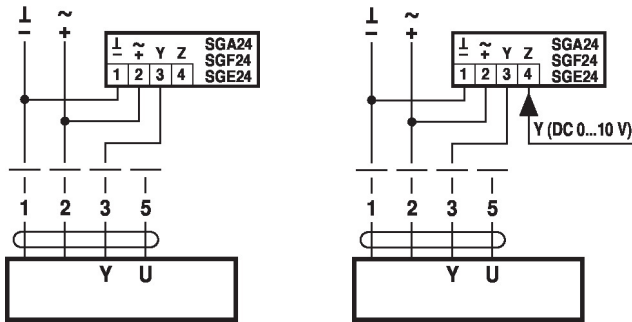 ⊥ ~
– +
⊥ ~ Y Z SGA24
– + SGF24
1 2 3 4 SGE24
1 2 3 5
Y U
⊥ ~
– +
⊥ ~ Y Z SGA24
– + SGF24
1 2 3 4 SGE24
Y (DC 0...10 V)
1 2 3 5
Y U